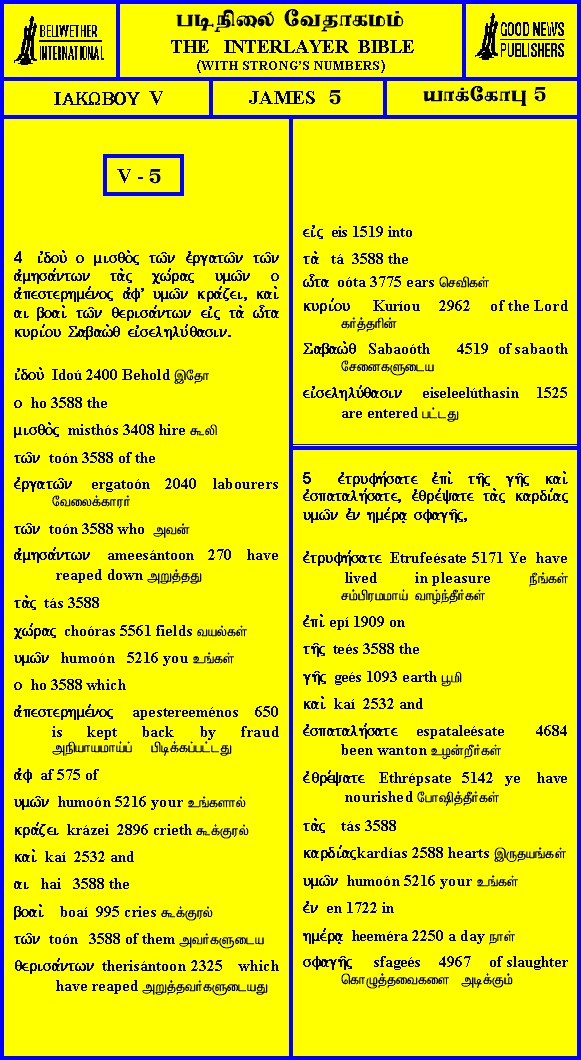 BELLWETHER
INTERNATIONAL
படிநிலை வேதாகமம்
THE INTERLAYER BIBLE
(WITH STRONG'S NUMBERS)
GOOD NEWS
PUBLISHERS
ΙΑΚΩΒΟΥ V
JAMES 5
யாக்கோபு 5
V - 5
4 ἰδοὺ ο μισθὸς τῶν ἐργατῶν τῶν
ἀμησάντων τὰς χώρας υμῶν ο
ἀπεστερημένος ἀφ' υμῶν κράζει, καὶ
αι βοαὶ τῶν θερισάντων εἰς τὰ ὦτα
κυρίου Σαβαὼθ εἰσεληλύθασιν.
ἰδοὺ Idoú 2400 Behold இதோ
ο ho 3588 the
μισθὸς misthós 3408 hire கூலி
τῶν toón 3588 of the
ἐργατῶν ergatoón 2040 labourers
வேலைக்காரர்
τῶν toón 3588 who அவன்
ἀμησάντων ameesántoon 270 have
reaped down அறுத்தது
τὰς tás 3588
χώρας choóras 5561 fields வயல்கள்
υμῶν humoón 5216 you உங்கள்
ο ho 3588 which
ἀπεστερημένος apestereeménos 650
is kept back by fraud
அநியாயமாய்ப் பிடிக்கப்பட்டது
ἀφ af 575 of
υμῶν humoón 5216 your உங்களால்
κράζει krázei 2896 crieth கூக்குரல்
καὶ kaí 2532 and
αι hai 3588 the
βοαὶ boaí 995 cries கூக்குரல்
τῶν toón 3588 of them அவர்களுடைய
θερισάντων therisántoon 2325 which
have reaped அறுத்தவர்களுடையது
εἰς eis 1519 into
τὰ tá 3588 the
ὦτα oóta 3775 ears செவிகள்
κυρίου Kuríou 2962 of the Lord
கர்த்தரின்
Σαβαὼθ Sabaoóth 4519 of sabaoth
சேனைகளுடைய
εἰσεληλύθασιν eiseleelúthasin 1525
are entered பட்டது
5 ἐτρυφήσατε ἐπὶ τῆς γῆς καὶ
ἐσπαταλήσατε, ἐθρέψατε τὰς καρδίας
υμῶν ἐν ημέρᾳ σφαγῆς,
ἐτρυφήσατε Etrufeésate 5171 Ye have
lived in pleasure நீங்கள்
சம்பிரமமாய் வாழ்ந்தீர்கள்
ἐπὶ epí 1909 on
τῆς teés 3588 the
γῆς geés 1093 earth பூமி
καὶ kaí 2532 and
ἐσπαταλήσατε espataleésate 4684
been wanton உழன்றீர்கள்
ἐθρέψατε Ethrépsate 5142 ye have
nourished போஷித்தீர்கள்
τὰς tás 3588
καρδίαςkardías 2588 hearts இருதயங்கள்
υμῶν humoón 5216 your உங்கள்
ἐν en 1722 in
ημέρᾳ heeméra 2250 a day நாள்
σφαγῆς sfageés 4967 of slaughter
கொழுத்தவைகளை அடிக்கும்